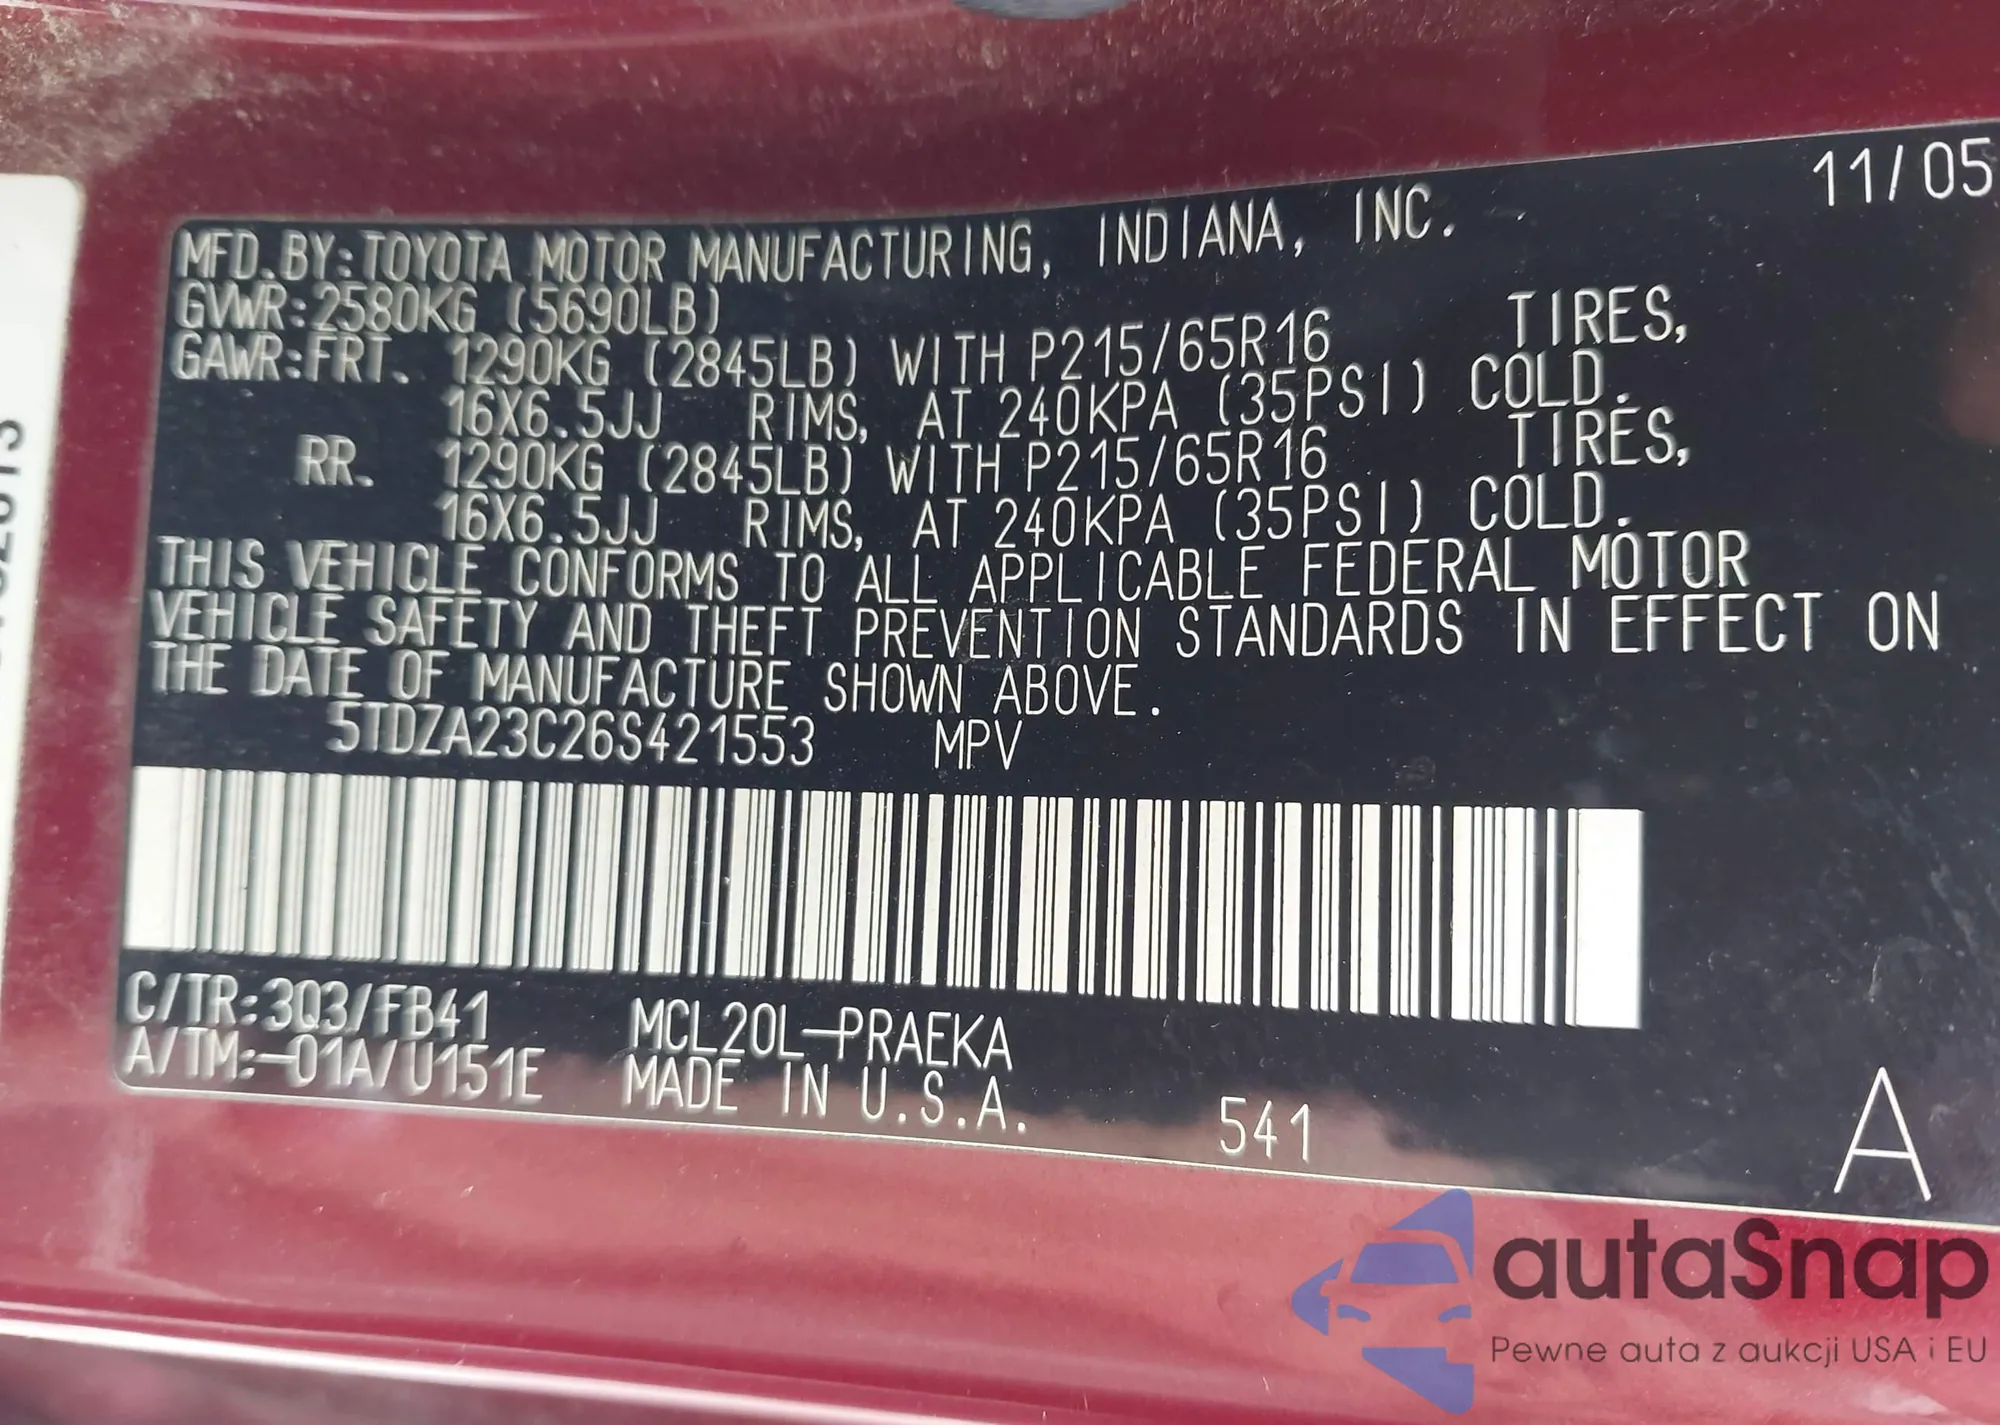 11/05
MFD.BY:TOYOTA MOTOR MANUFACTURING, INDIANA, INC.
GVWR:2580KG (5690LB)
GAWR:FRT. 1290KG (2845LB) WITH P215/65R16 TIRES,
16X6.5JJ RIMS, AT 240KPA (35PSI) COLD.
RR. 1290KG (2845LB) WITH P215/65R16 TIRES,
16X6.5JJ RIMS, AT 240KPA (35PSI) COLD.
THIS VEHICLE CONFORMS TO ALL APPLICABLE FEDERAL MOTOR
VEHICLE SAFETY AND THEFT PREVENTION STANDARDS IN EFFECT ON
THE DATE OF MANUFACTURE SHOWN ABOVE.
5TDZA23C26S421553 MPV
C/TR:3Q3/FB41 MCL20L-PRAEKA
A/TM:-01A/U151E MADE IN U.S.A.
541
A
autaSnap
Pewne auta z aukcji USA i EU